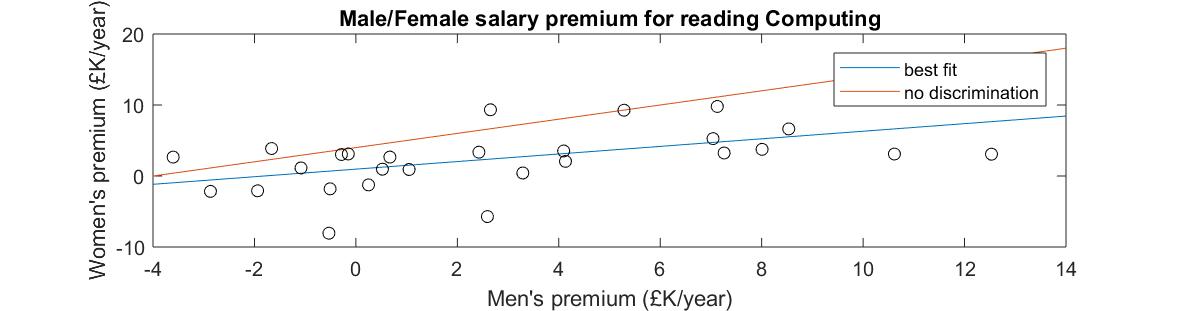 Male/Female salary premium for reading Computing
Women's premium (£K/year)
20
10
0
-10
best fit
no discrimination
-4 -2 0 2 4 6 8 10 12 14
Men's premium (£K/year)